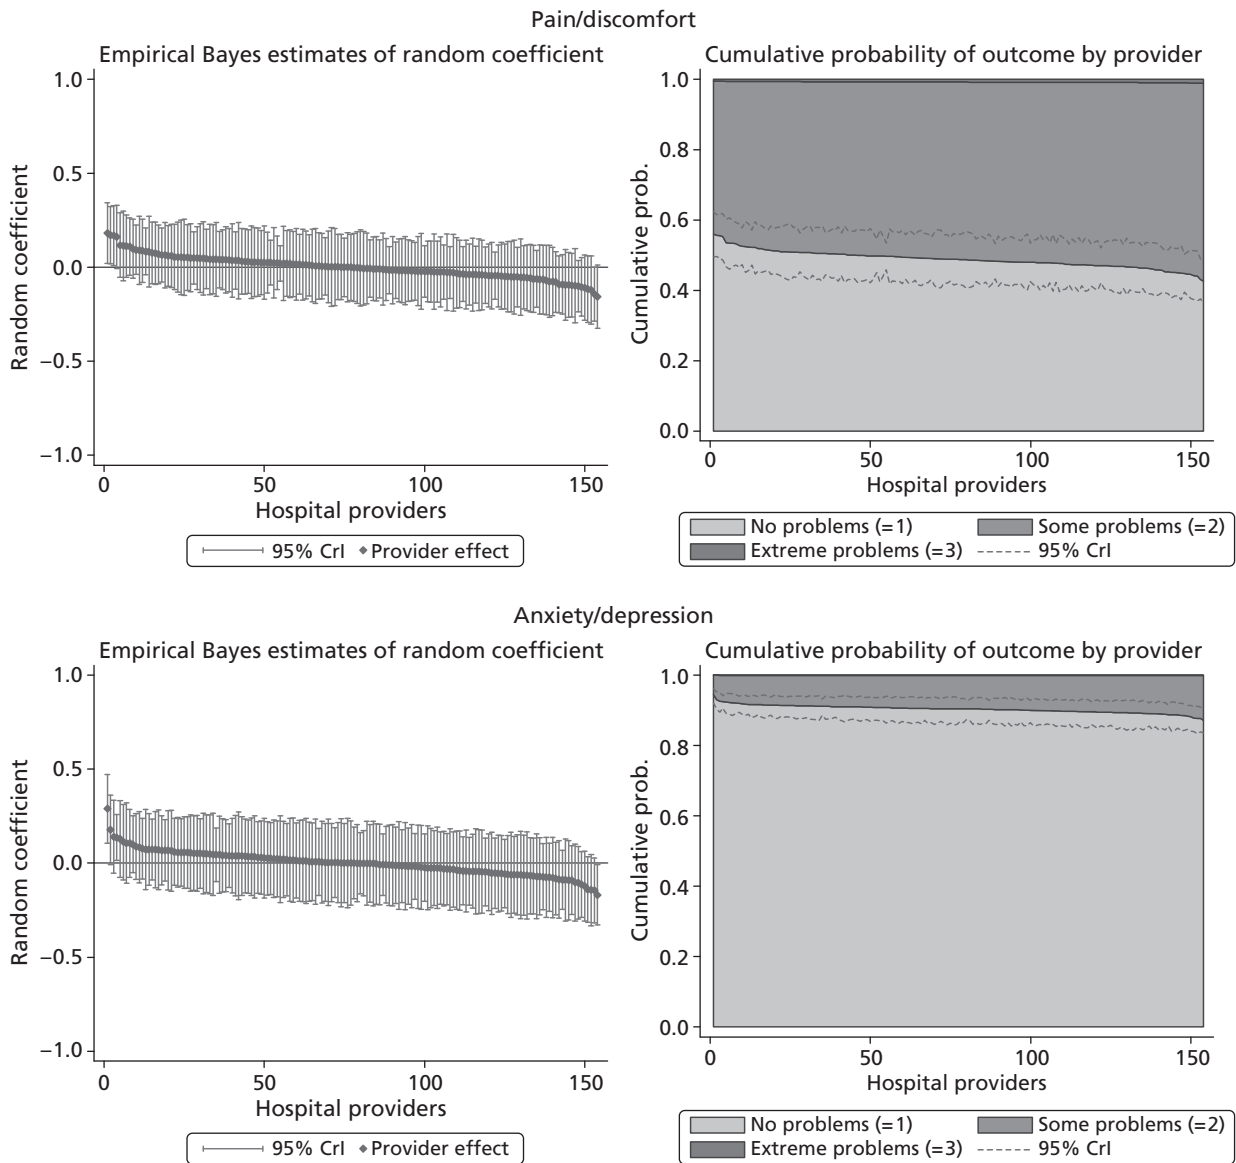 Pain/discomfort
Empirical Bayes estimates of random coefficient
1.0
0.5
0.0
−0.5
−1.0
Random coefficient
0 50 100 150
Hospital providers
95% CrI Provider effect
Cumulative probability of outcome by provider
1.0
0.8
0.6
0.4
0.2
0.0
Cumulative prob.
0 50 100 150
Hospital providers
No problems (=1) Some problems (=2)
Extreme problems (=3) 95% CrI
Anxiety/depression
Empirical Bayes estimates of random coefficient
1.0
0.5
0.0
−0.5
−1.0
Random coefficient
0 50 100 150
Hospital providers
95% CrI Provider effect
Cumulative probability of outcome by provider
1.0
0.8
0.6
0.4
0.2
0.0
Cumulative prob.
0 50 100 150
Hospital providers
No problems (=1) Some problems (=2)
Extreme problems (=3) 95% CrI